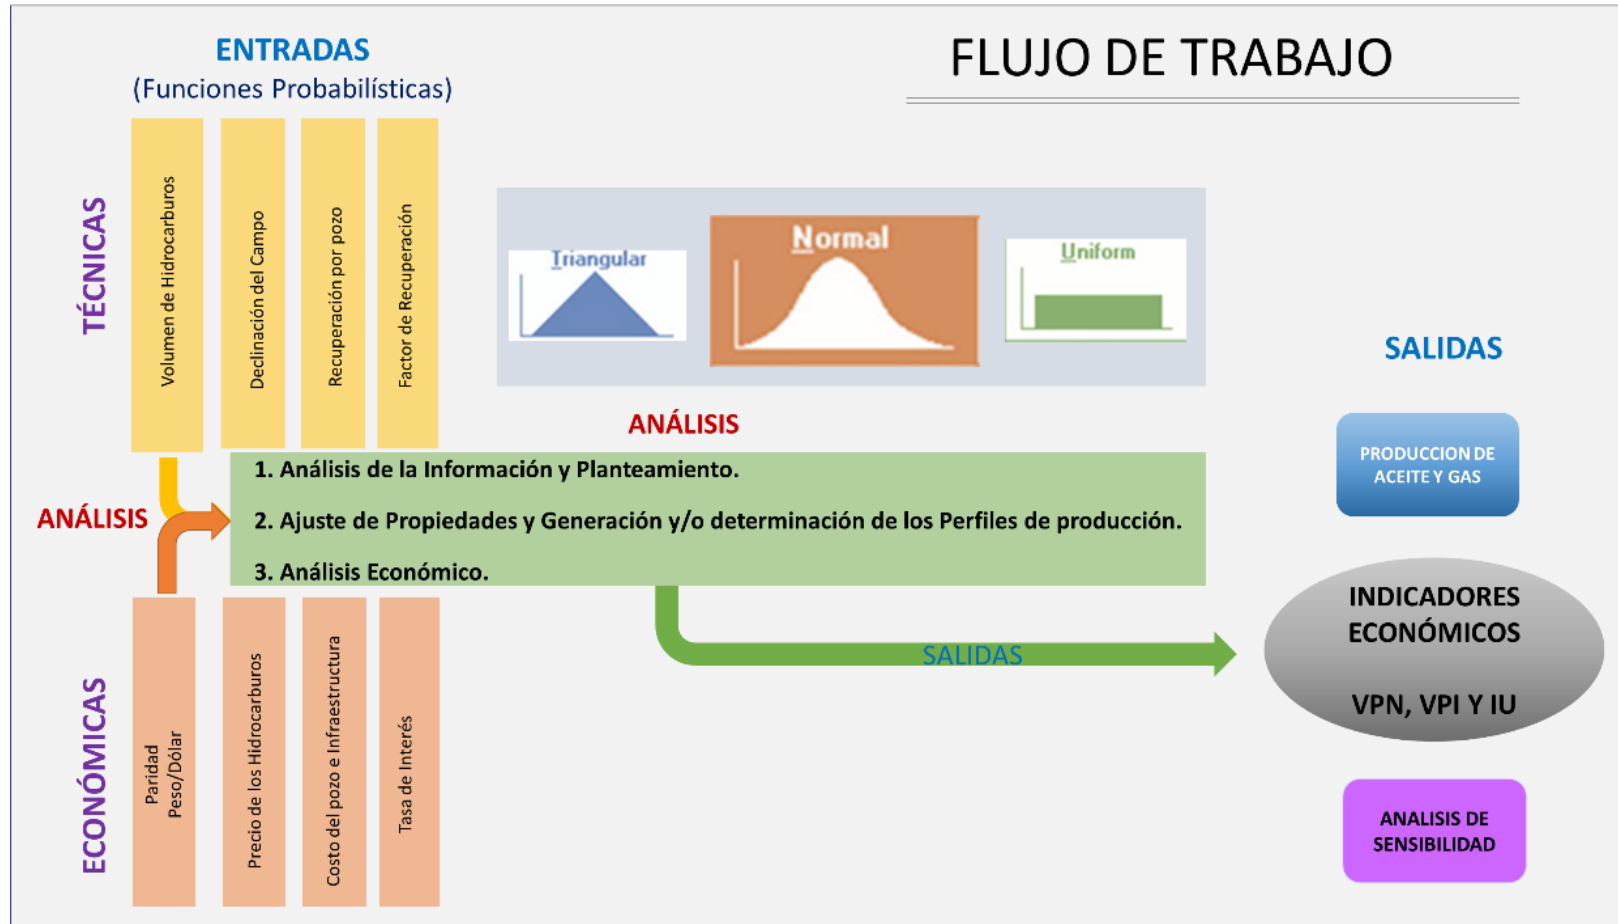 FLUJO DE TRABAJO
ENTRADAS
(Funciones Probabilísticas)
TÉCNICAS
Volumen de Hidrocarburos
Declinación del Campo
Recuperación por pozo
Factor de Recuperación
Triangular
Normal
Uniform
ANÁLISIS
ANÁLISIS
1. Análisis de la Información y Planteamiento.
2. Ajuste de Propiedades y Generación y/o determinación de los Perfiles de producción.
3. Análisis Económico.
ECONÓMICAS
Paridad
Peso/Dólar
Precio de los Hidrocarburos
Costo del pozo e Infraestructura
Tasa de Interés
SALIDAS
SALIDAS
PRODUCCION DE
ACEITE Y GAS
INDICADORES
ECONÓMICOS
VPN, VPI Y IU
ANALISIS DE
SENSIBILIDAD